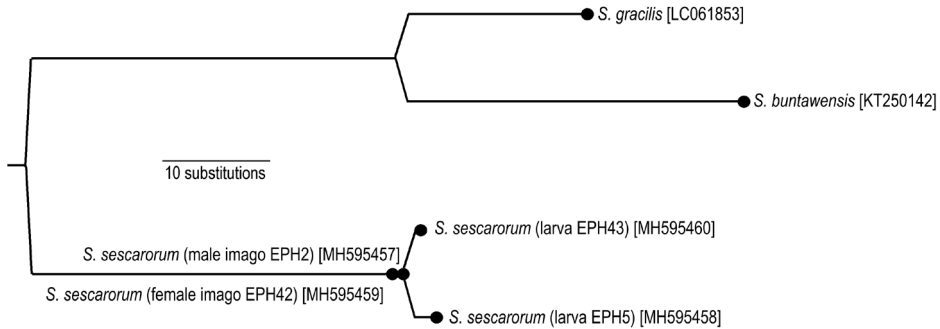 S. gracilis [LC061853]
S. buntawensis [KT250142]
10 substitutions
S. sescarorum (larva EPH43) [MH595460]
S. sescarorum (male imago EPH2) [MH595457]
S. sescarorum (female imago EPH42) [MH595459]
S. sescarorum (larva EPH5) [MH595458]